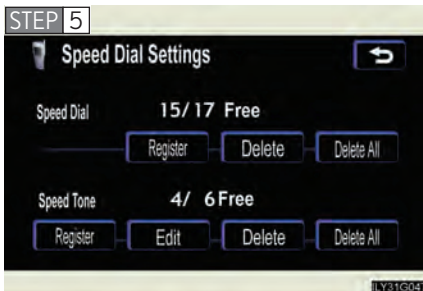 STEP 5
Speed Dial Settings
Speed Dial 15/17 Free
Register Delete Delete All
Speed Tone 4/ 6 Free
Register Edit Delete Delete All
ILY31G047